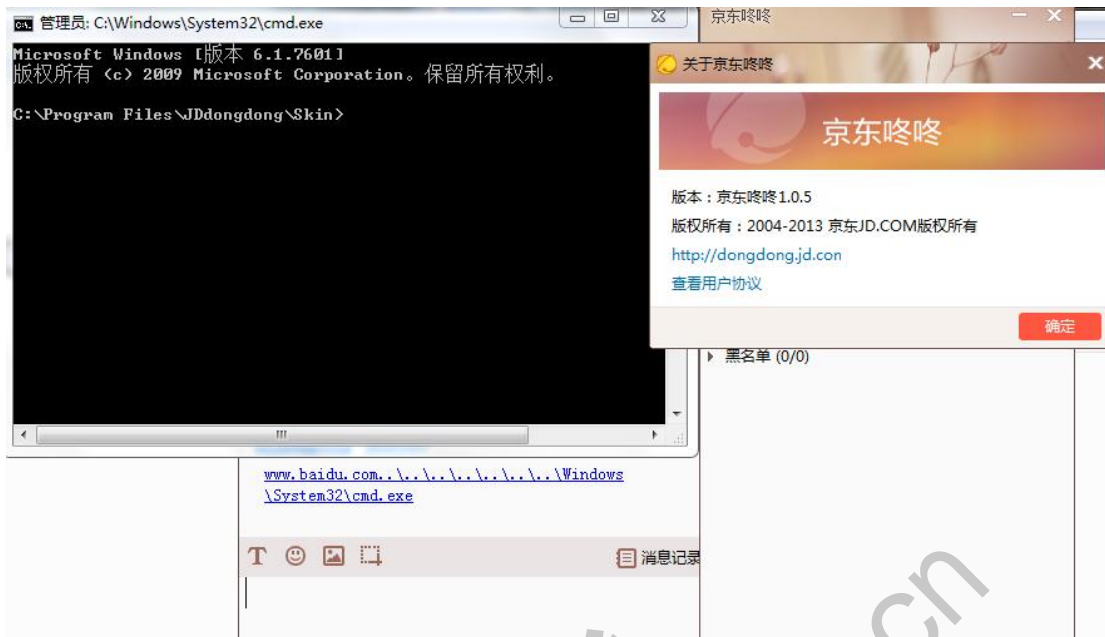 管理员: C:\Windows\System32\cmd.exe
Microsoft Windows [版本 6.1.7601]
版权所有 (c) 2009 Microsoft Corporation。保留所有权利。
C:\Program Files\JDdongdong\Skin>
京东咚咚
关于京东咚咚
京东咚咚
版本：京东咚咚1.0.5
版权所有：2004-2013 京东JD.COM版权所有
http://dongdong.jd.con
查看用户协议
确定
黑名单 (0/0)
www.baidu.com..\..\..\..\..\..\..\Windows
\System32\cmd.exe
消息记录
cn